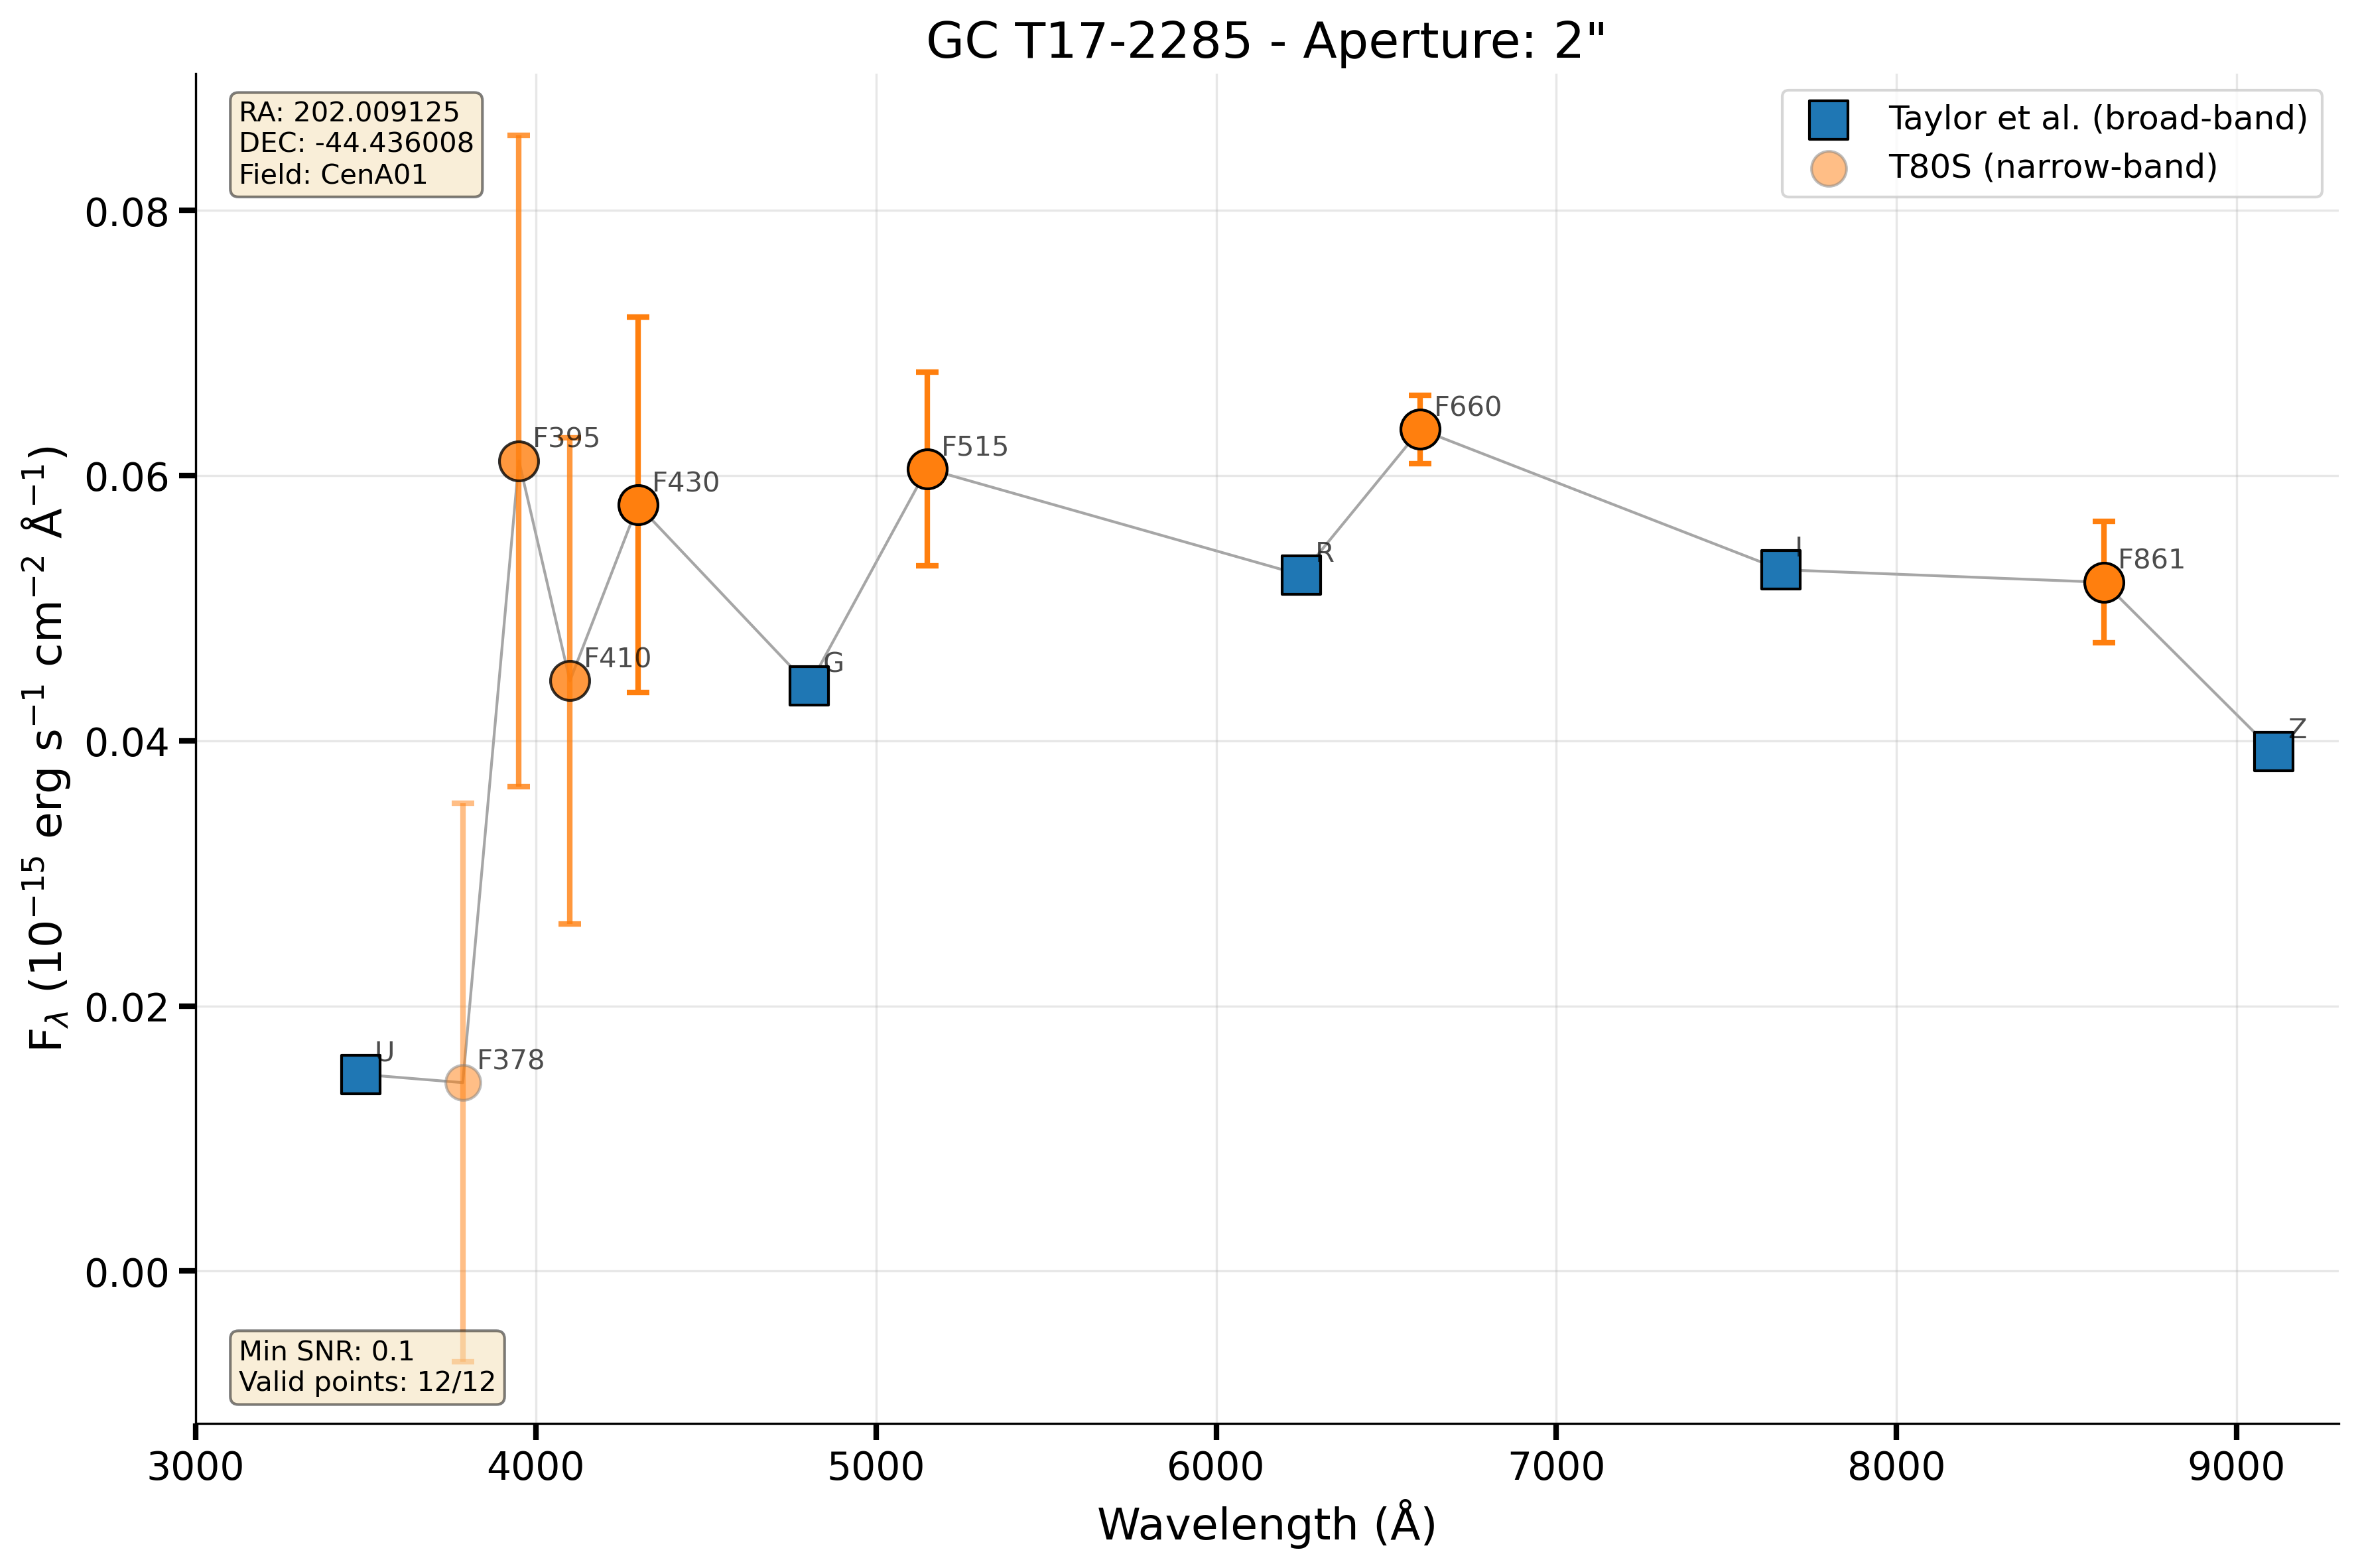 GC T17-2285 - Aperture: 2"
RA: 202.009125
DEC: -44.436008
Field: CenA01
Taylor et al. (broad-band)
T80S (narrow-band)
F$_\lambda$ (10$^{-15}$ erg s$^{-1}$ cm$^{-2}$ Å$^{-1}$)
0.08
0.06
0.04
0.02
0.00
U
F378
F395
F410
F430
G
F515
R
F660
I
F861
Z
Min SNR: 0.1
Valid points: 12/12
3000 4000 5000 6000 7000 8000 9000
Wavelength (Å)